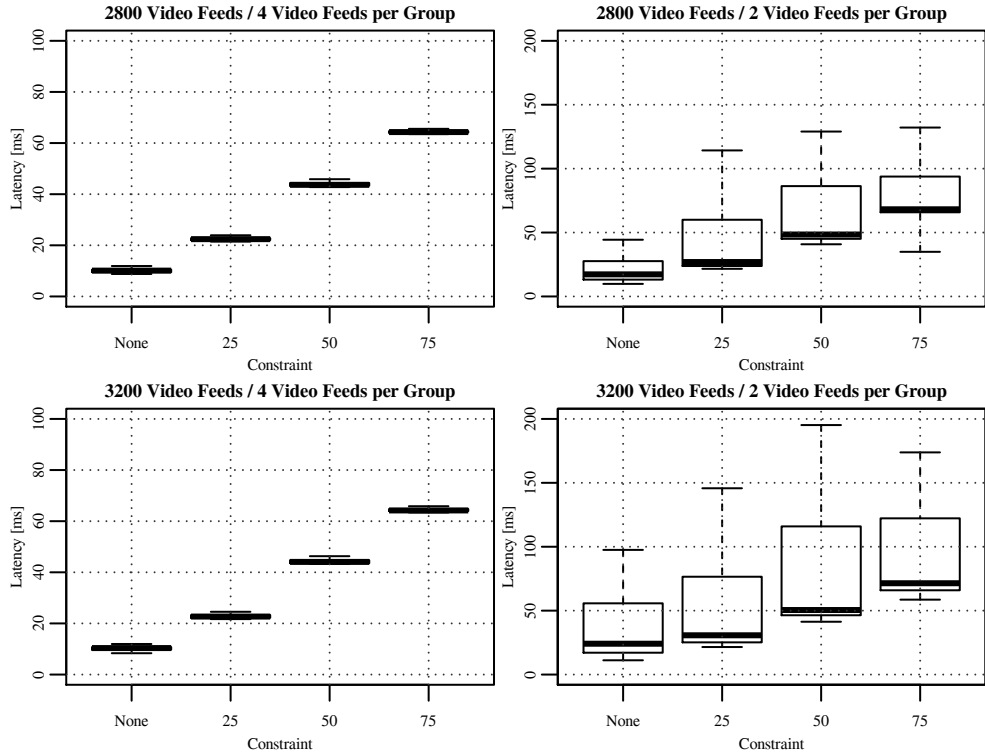 2800 Video Feeds / 4 Video Feeds per Group
Latency [ms]
100
80
60
40
20
0
None 25 50 75
Constraint
2800 Video Feeds / 2 Video Feeds per Group
Latency [ms]
200
150
100
50
0
None 25 50 75
Constraint
3200 Video Feeds / 4 Video Feeds per Group
Latency [ms]
100
80
60
40
20
0
None 25 50 75
Constraint
3200 Video Feeds / 2 Video Feeds per Group
Latency [ms]
200
150
100
50
0
None 25 50 75
Constraint